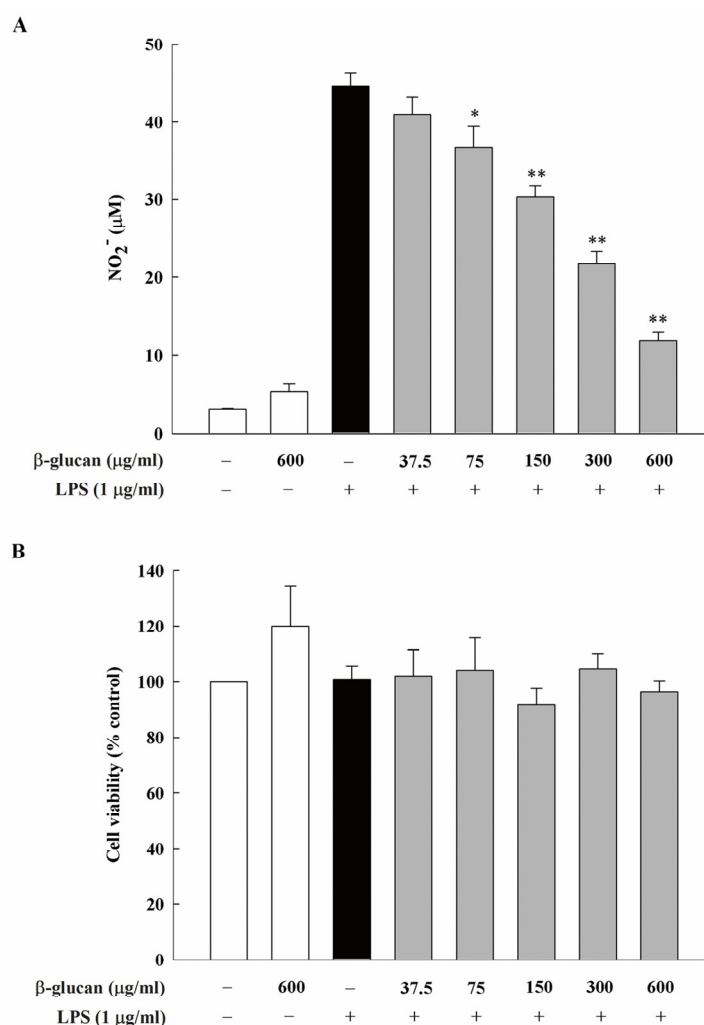 A
50
40
30
20
10
0
NO₂⁻ (μM)
*
**
**
**
β-glucan (μg/ml) – 600 – 37.5 75 150 300 600
LPS (1 μg/ml) – – + + + + + +
B
140
120
100
80
60
40
20
0
Cell viability (% control)
β-glucan (μg/ml) – 600 – 37.5 75 150 300 600
LPS (1 μg/ml) – – + + + + + +